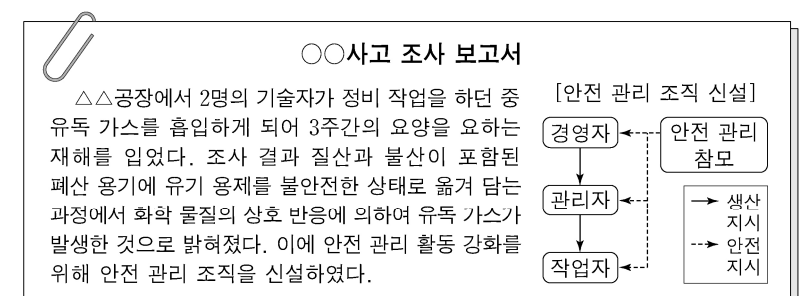 ○○사고 조사 보고서
△△공장에서 2명의 기술자가 정비 작업을 하던 중
유독 가스를 흡입하게 되어 3주간의 요양을 요하는
재해를 입었다. 조사 결과 질산과 불산이 포함된
폐산 용기에 유기 용제를 불안전한 상태로 옮겨 담는
과정에서 화학 물질의 상호 반응에 의하여 유독 가스가
발생한 것으로 밝혀졌다. 이에 안전 관리 활동 강화를
위해 안전 관리 조직을 신설하였다.
[안전 관리 조직 신설]
경영자
안전 관리
참모
관리자
작업자
생산
지시
안전
지시